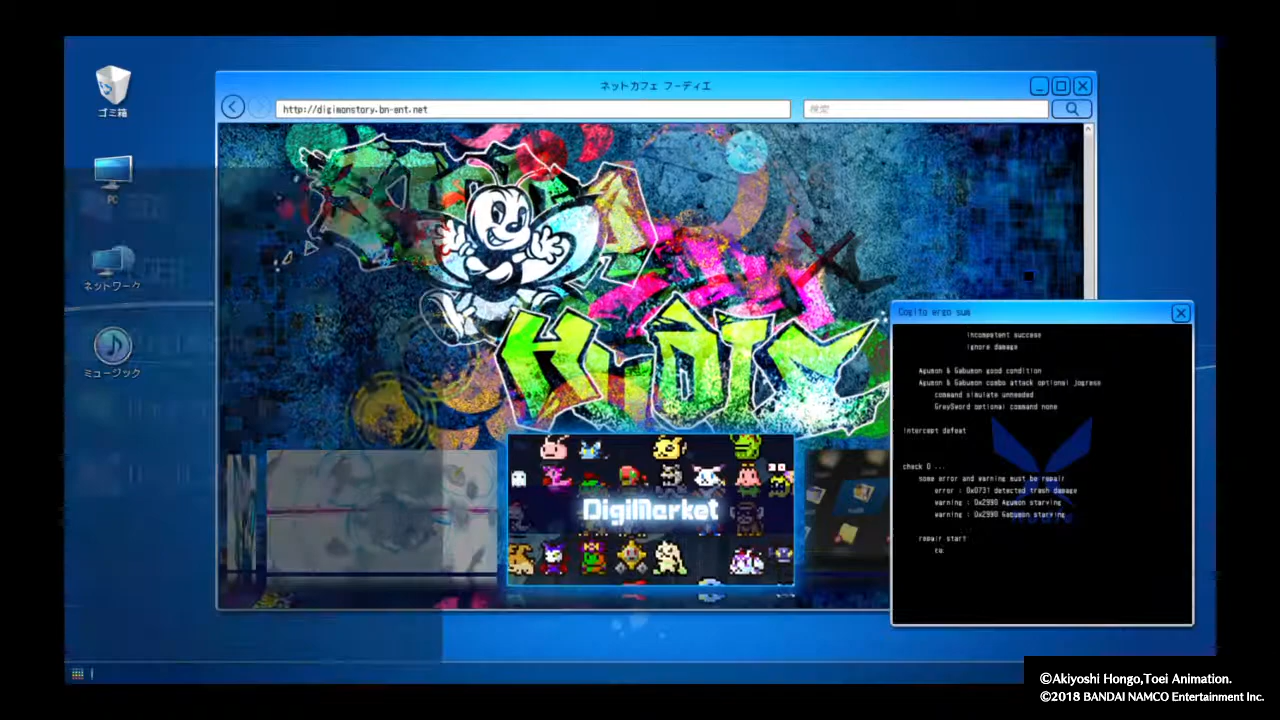 ゴミ箱
PC
ネットワーク
ミュージック
ネットカフェ フーディエ
http://digimonstory.bn-ent.net
検索
HUDIE
DigiMarket
Cogito ergo sum
incompetent success
ignore damage
Agumon & Gabumon good condition
Agumon & Gabumon combo attack optional jogress
command simulate unneeded
GreySword optional command none
intercept defeat
check 0 ...
some error and warning must be repair
error : 0x0731 detected trash damage
warning : 0x2990 Agumon starving
warning : 0x2990 Gabumon starving
repair start
©Akiyoshi Hongo,Toei Animation.
©2018 BANDAI NAMCO Entertainment Inc.